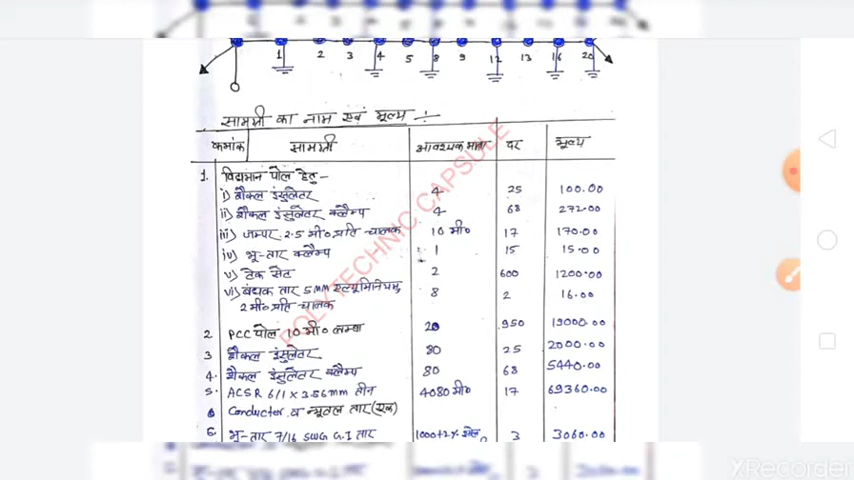 1 2 3 4 5 8 9 12 13 16 20
सामग्री का नाम एवं मूल्य :-
क्रमांक सामग्री आवश्यक मात्रा दर मूल्य
1. विद्यमान पोल हेतु -
i) शैकल इंसुलेटर 4 25 100.00
ii) शैकल इंसुलेटर क्लैम्प 4 68 272.00
iii) जम्पर 2.5 मी० प्रति चालक 10 मी० 17 170.00
iv) भू-तार क्लैम्प 1 15 15.00
v) टेक सेट 2 600 1200.00
vi) बंधक तार 5MM एल्यूमिनियम, 8 2 16.00
2 मी० प्रति चालक
2 PCC पोल 10 मी० लम्बा 20 950 19000.00
3 शैकल इंसुलेटर 80 25 2000.00
4. शैकल इंसुलेटर क्लैम्प 80 68 5440.00
5. ACSR 6/1 X 3.56mm तीन 4080 मी० 17 69360.00
Conductor व न्यूट्रल तार (एक)
6. भू-तार 7/16 SWG G.I तार 1000+2% 3 3060.00
POLYTECHNIC CAPSULE
XRecorder